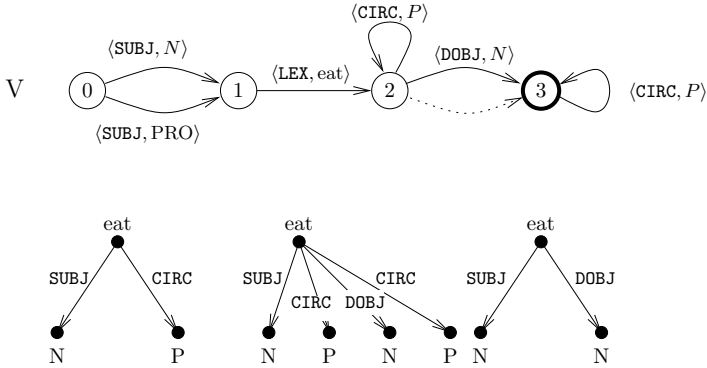 ⟨CIRC, P⟩
⟨SUBJ, N⟩ ⟨DOBJ, N⟩
⟨LEX, eat⟩
V 0 1 2 3 ⟨CIRC, P⟩
⟨SUBJ, PRO⟩
eat eat eat
SUBJ CIRC SUBJ CIRC SUBJ DOBJ
CIRC DOBJ
N P N P N P N N